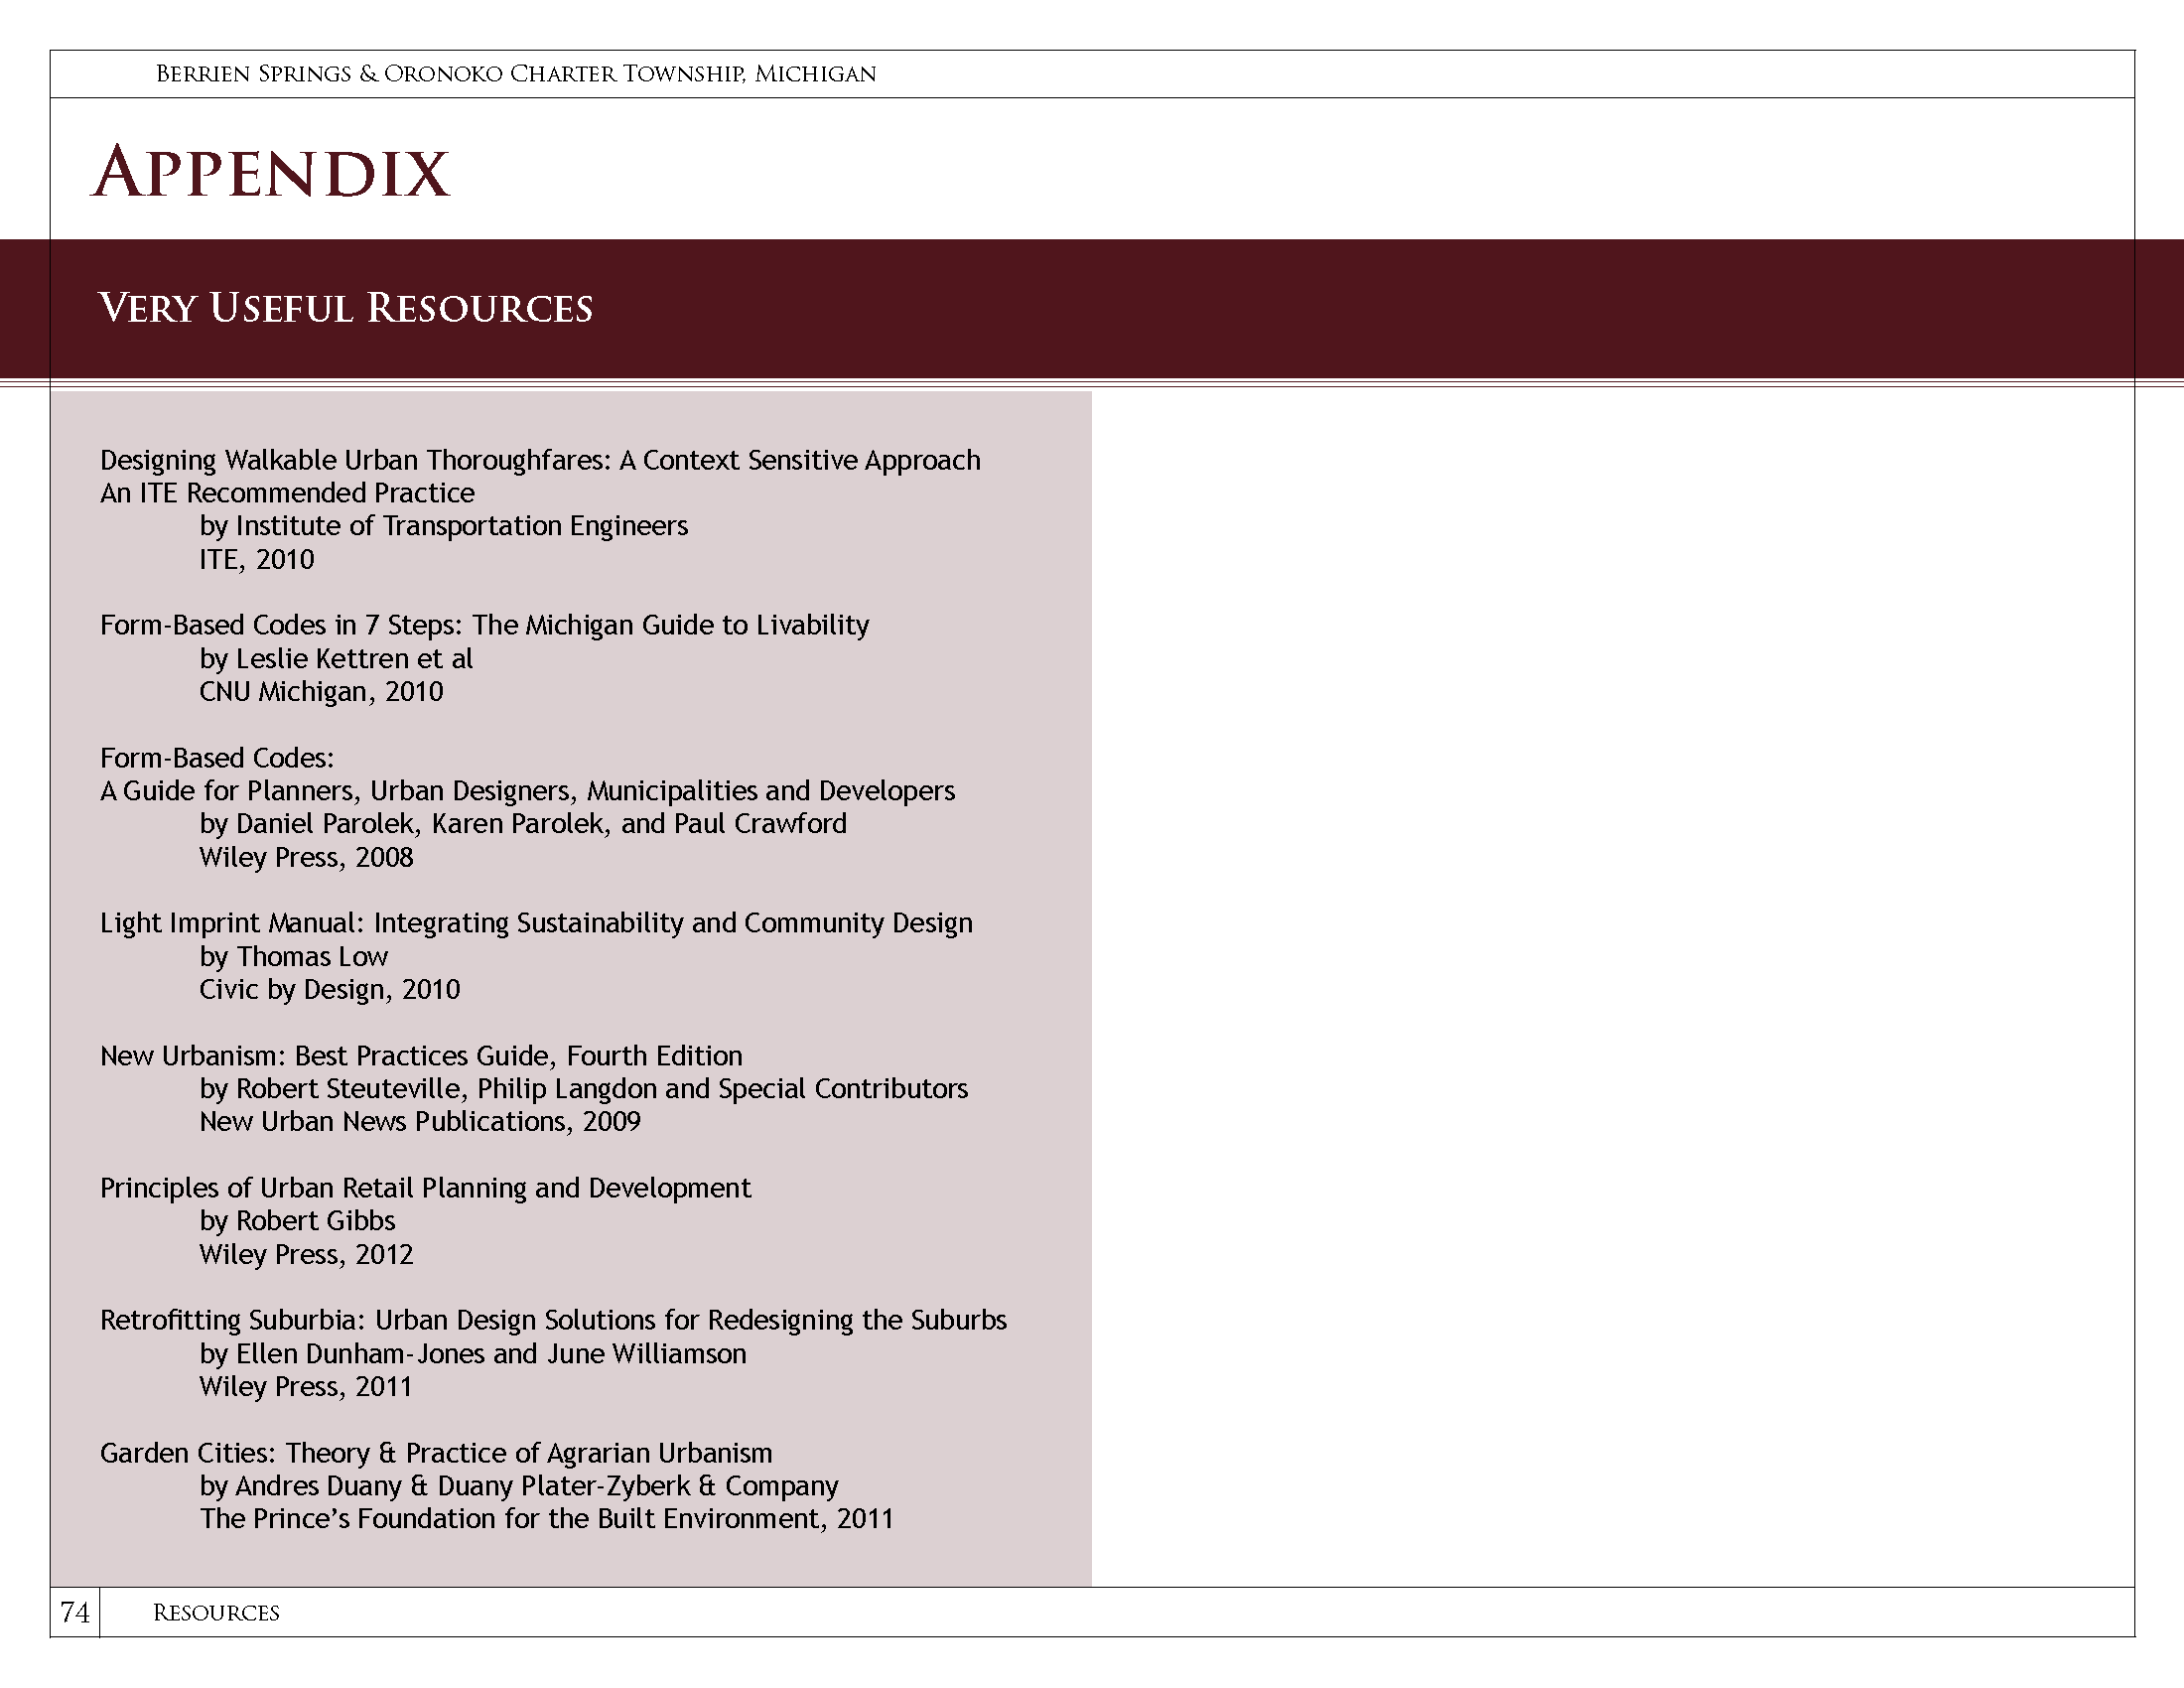 Berrien Springs & Oronoko Charter Township, Michigan
Appendix
Very Useful Resources
Designing Walkable Urban Thoroughfares: A Context Sensitive Approach
An ITE Recommended Practice
by Institute of Transportation Engineers
ITE, 2010
Form-Based Codes in 7 Steps: The Michigan Guide to Livability
by Leslie Kettren et al
CNU Michigan, 2010
Form-Based Codes:
A Guide for Planners, Urban Designers, Municipalities and Developers
by Daniel Parolek, Karen Parolek, and Paul Crawford
Wiley Press, 2008
Light Imprint Manual: Integrating Sustainability and Community Design
by Thomas Low
Civic by Design, 2010
New Urbanism: Best Practices Guide, Fourth Edition
by Robert Steuteville, Philip Langdon and Special Contributors
New Urban News Publications, 2009
Principles of Urban Retail Planning and Development
by Robert Gibbs
Wiley Press, 2012
Retrofitting Suburbia: Urban Design Solutions for Redesigning the Suburbs
by Ellen Dunham-Jones and June Williamson
Wiley Press, 2011
Garden Cities: Theory & Practice of Agrarian Urbanism
by Andres Duany & Duany Plater-Zyberk & Company
The Prince’s Foundation for the Built Environment, 2011
74 Resources